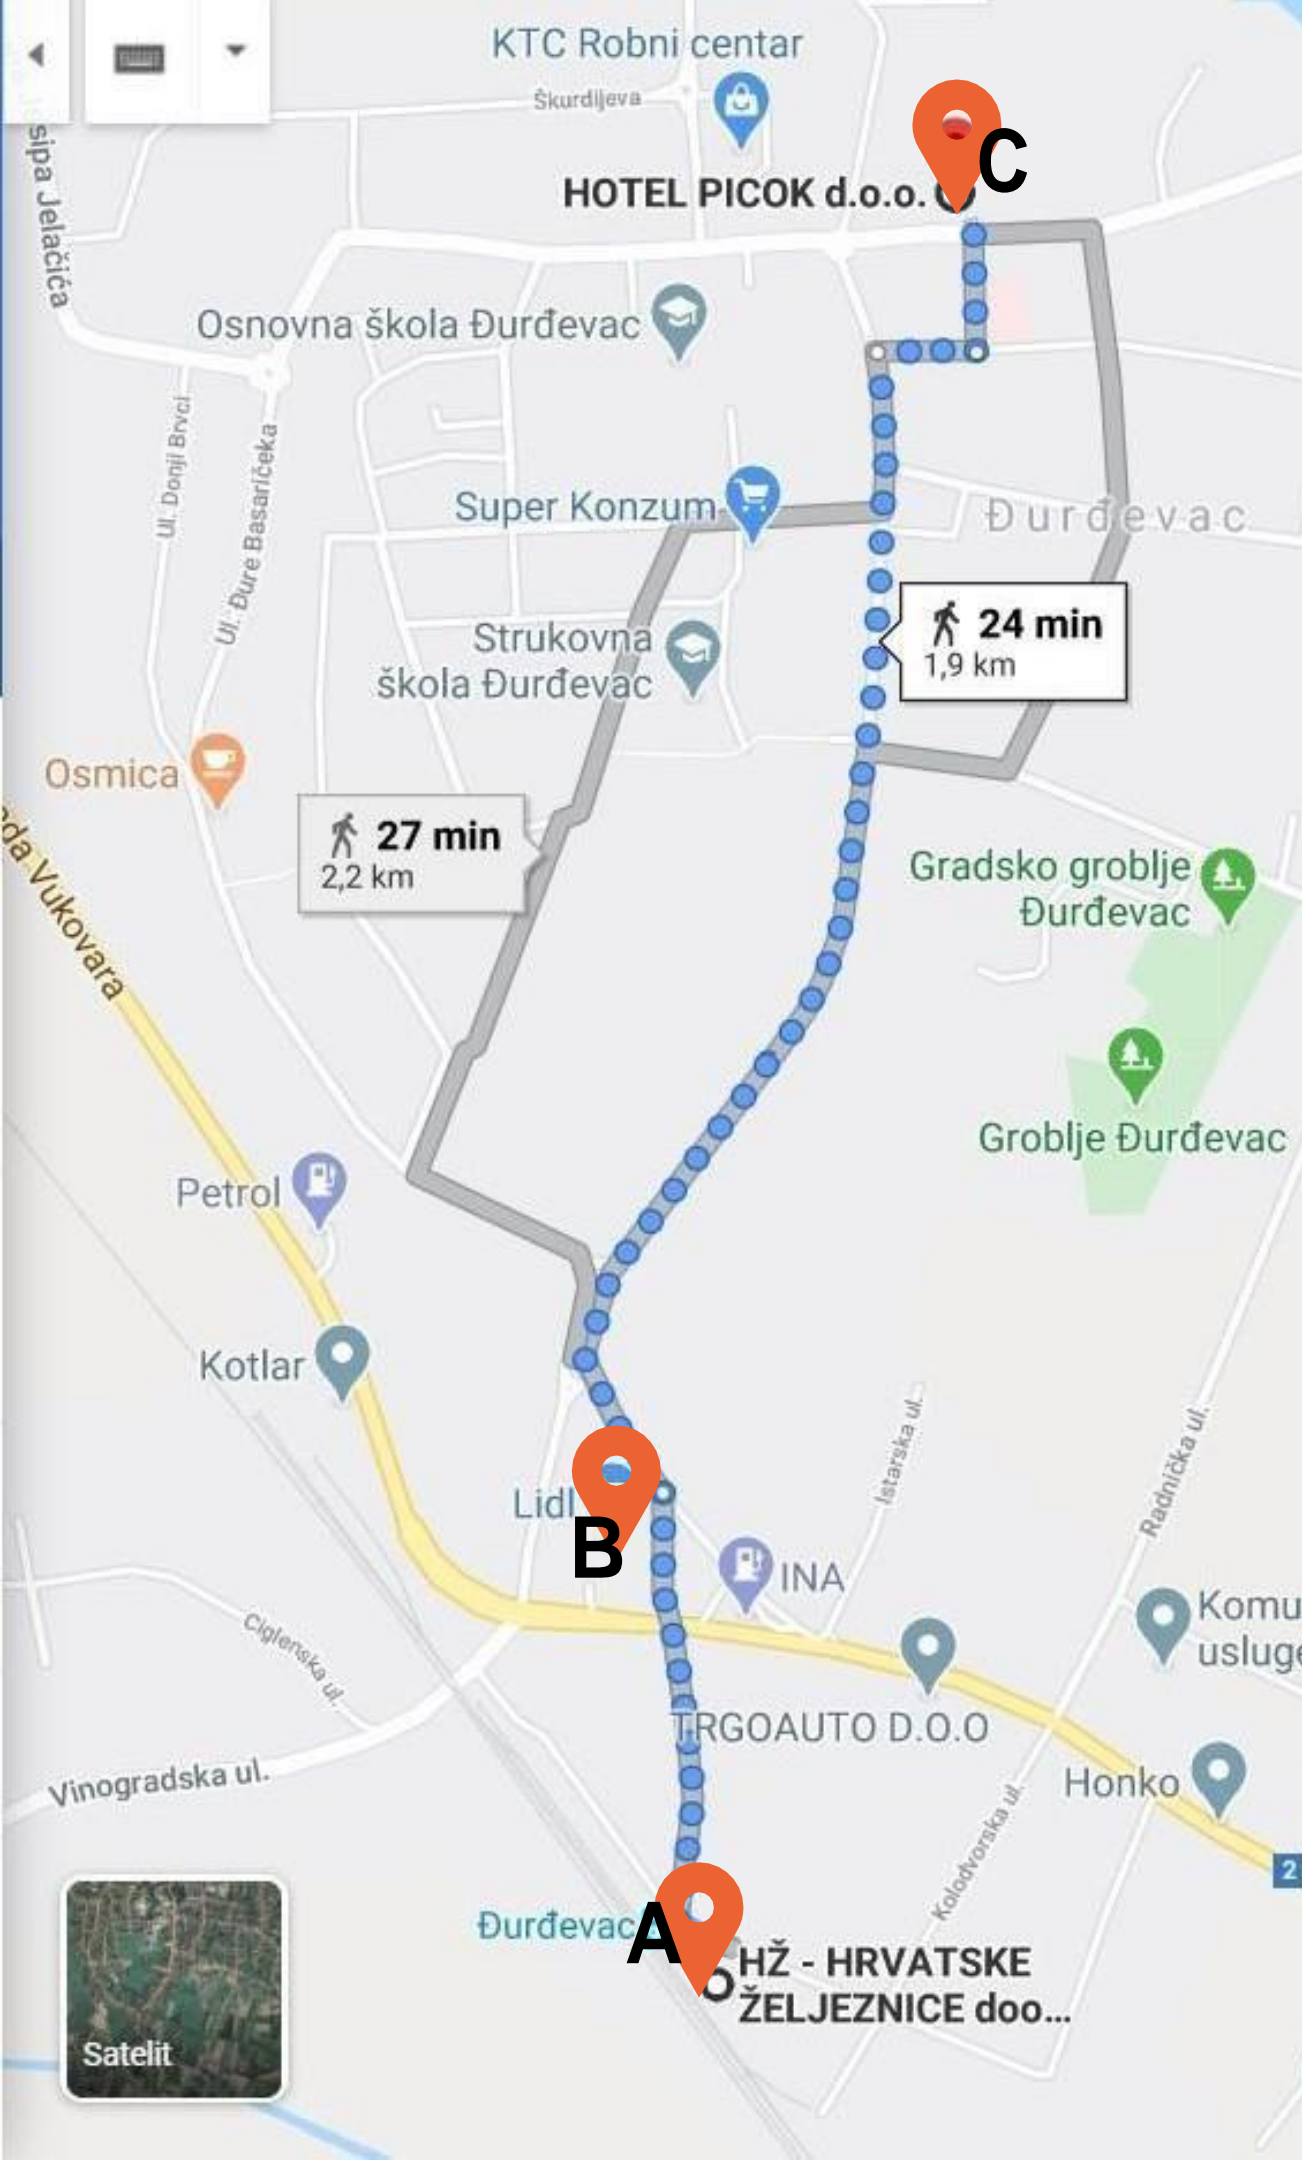 KTC Robni centar
Škurdijeva
C
HOTEL PICOK d.o.o.
sipa Jelačića
Osnovna škola Đurđevac
Ul. Donji Brvci
Ul. Đure Basaričeka
Super Konzum
Đurđevac
24 min
1,9 km
Strukovna
škola Đurđevac
Osmica
27 min
2,2 km
da Vukovara
Gradsko groblje
Đurđevac
Groblje Đurđevac
Petrol
Kotlar
Istarska ul.
Radnička ul.
Lidl
B
INA
Komu
usluge
Ciglenska ul.
TRGOAUTO D.O.O
Vinogradska ul.
Honko
Kolodvorska ul.
2
Đurđevac
A
HŽ - HRVATSKE
ŽELJEZNICE doo...
Satelit